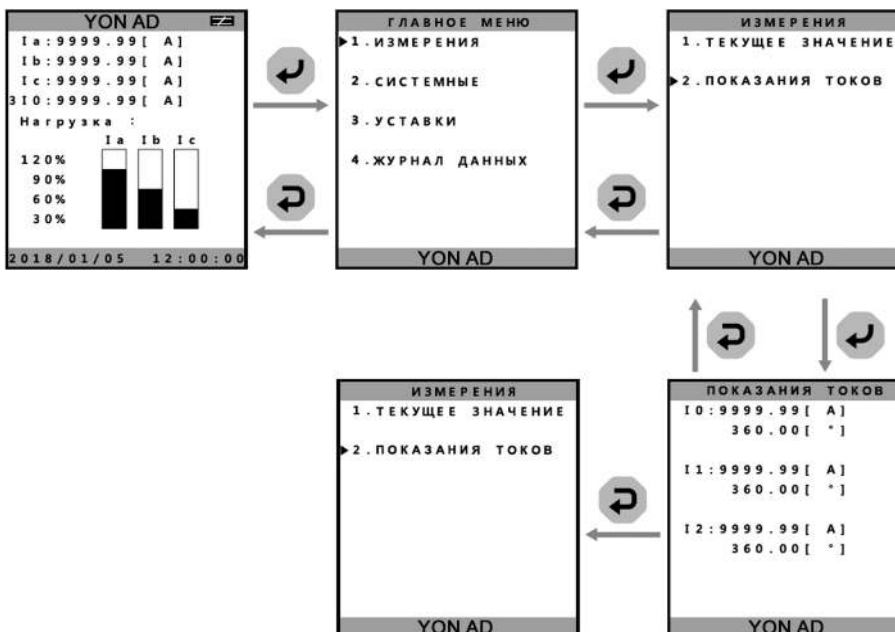 YON AD
Ia:9999.99[ A]
Ib:9999.99[ A]
Ic:9999.99[ A]
3I0:9999.99[ A]
Нагрузка :
Ia Ib Ic
120%
90%
60%
30%
2018/01/05 12:00:00
ГЛАВНОЕ МЕНЮ
1.ИЗМЕРЕНИЯ
2.СИСТЕМНЫЕ
3.УСТАВКИ
4.ЖУРНАЛ ДАННЫХ
YON AD
ИЗМЕРЕНИЯ
1.ТЕКУЩЕЕ ЗНАЧЕНИЕ
2.ПОКАЗАНИЯ ТОКОВ
YON AD
ИЗМЕРЕНИЯ
1.ТЕКУЩЕЕ ЗНАЧЕНИЕ
2.ПОКАЗАНИЯ ТОКОВ
YON AD
ПОКАЗАНИЯ ТОКОВ
I0:9999.99[ A]
360.00[ °]
I1:9999.99[ A]
360.00[ °]
I2:9999.99[ A]
360.00[ °]
YON AD